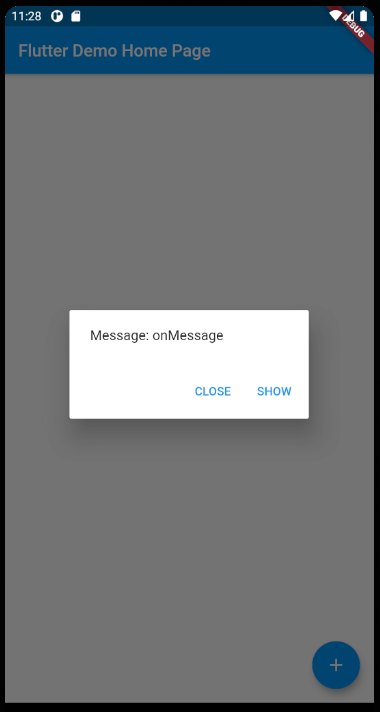 11:28
DEBUG
Flutter Demo Home Page
Message: onMessage
CLOSE SHOW